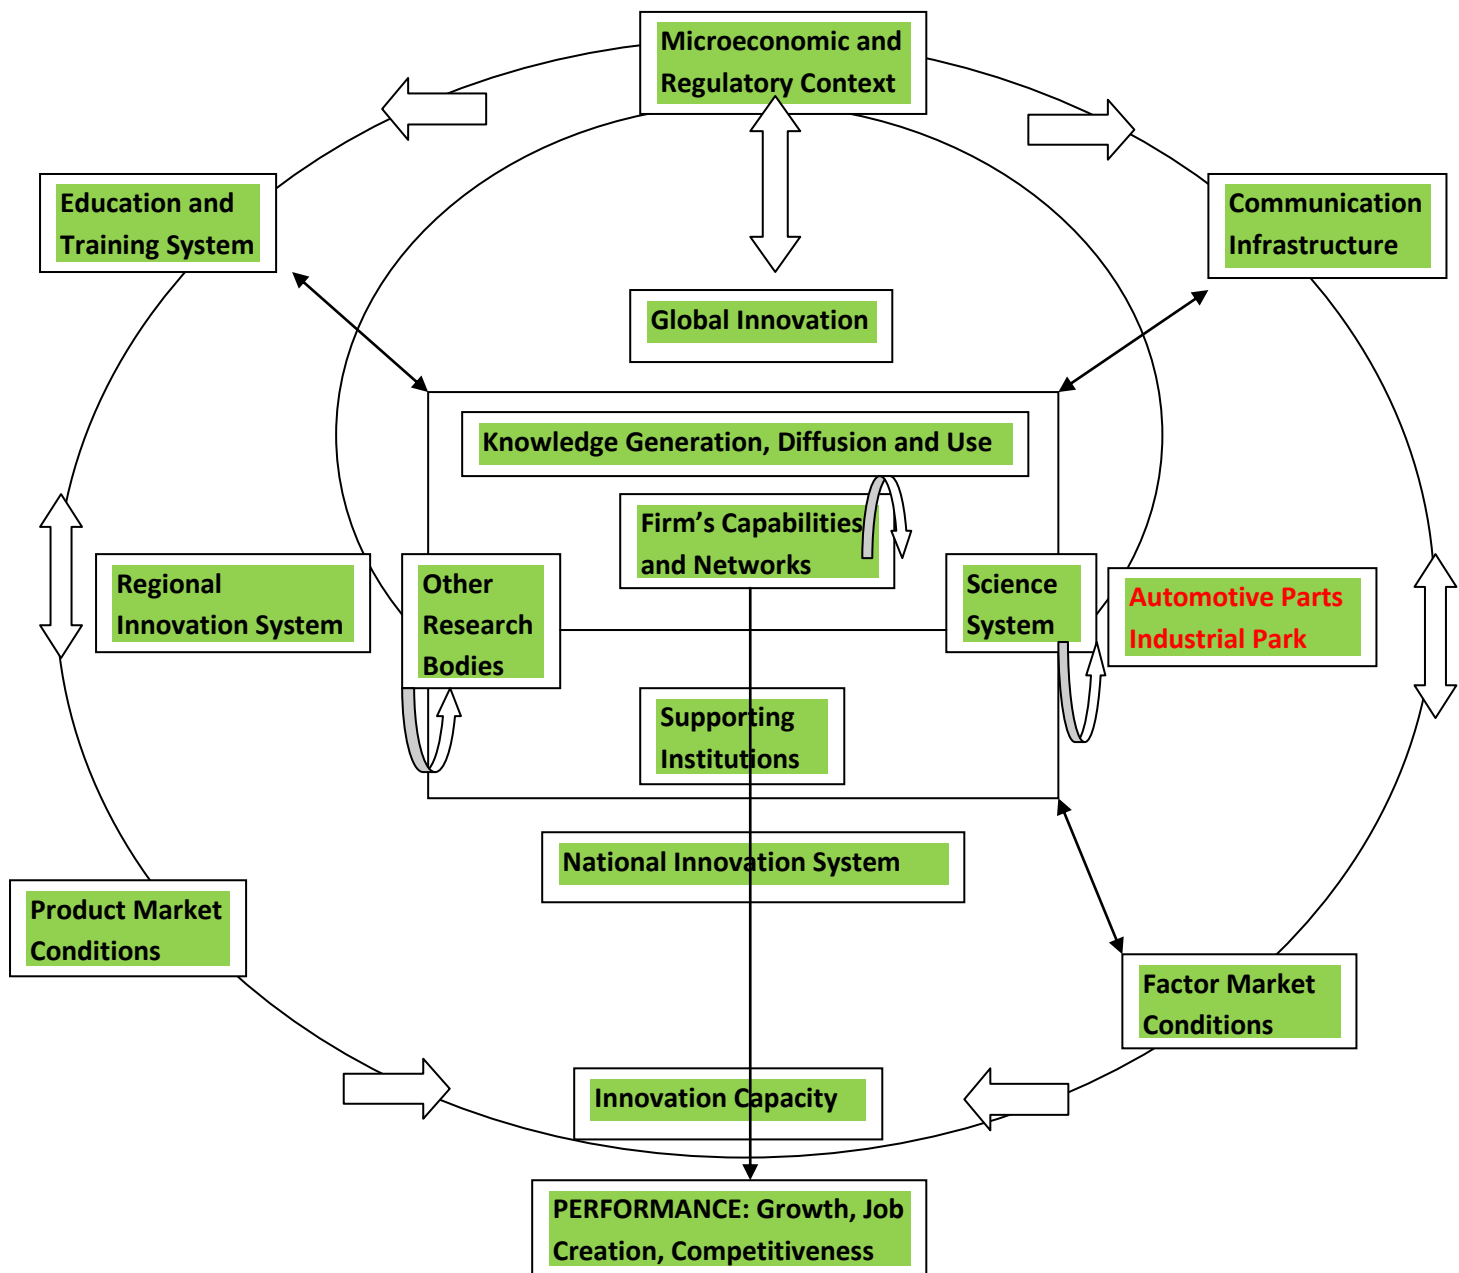 Microeconomic and
Regulatory Context
Education and
Training System
Communication
Infrastructure
Global Innovation
Knowledge Generation, Diffusion and Use
Firm’s Capabilities
and Networks
Regional
Innovation System
Other
Research
Bodies
Science
System
Automotive Parts
Industrial Park
Supporting
Institutions
National Innovation System
Product Market
Conditions
Factor Market
Conditions
Innovation Capacity
PERFORMANCE: Growth, Job
Creation, Competitiveness